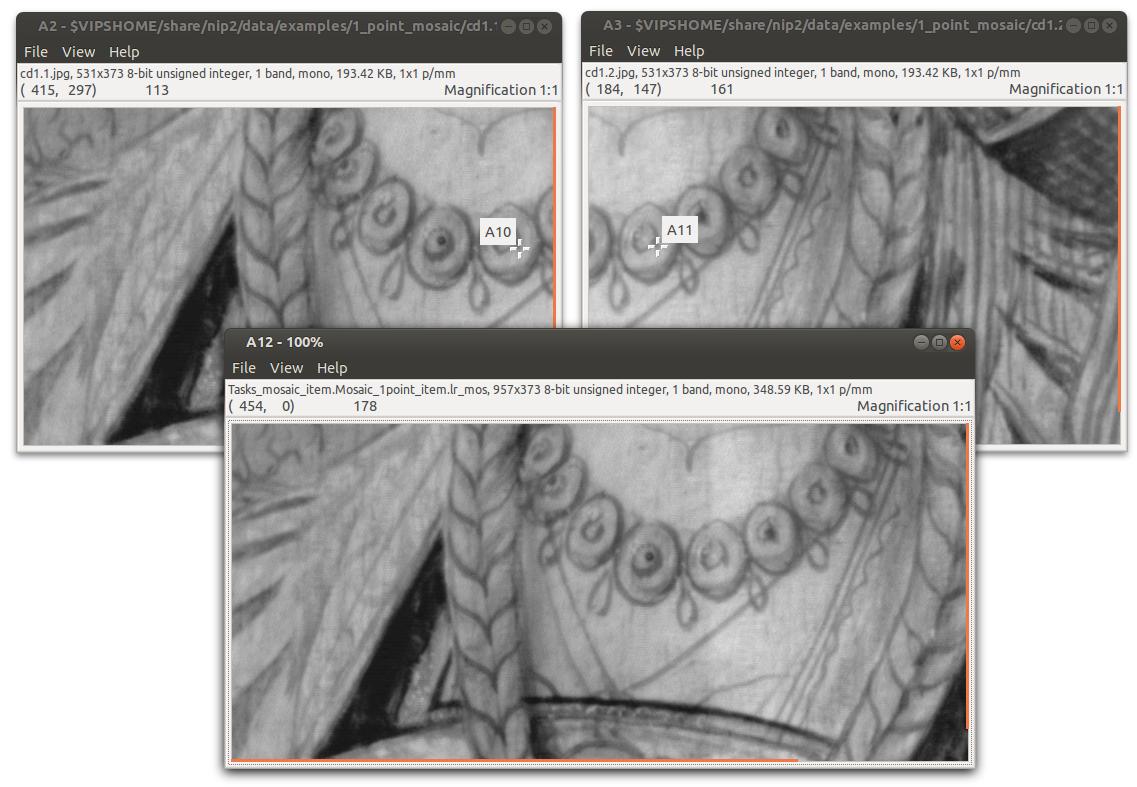 A2 - $VIPSHOME/share/nip2/data/examples/1_point_mosaic/cd1.
File View Help
cd1.1.jpg, 531x373 8-bit unsigned integer, 1 band, mono, 193.42 KB, 1x1 p/mm
( 415, 297) 113 Magnification 1:1
A10
A3 - $VIPSHOME/share/nip2/data/examples/1_point_mosaic/cd1.2
File View Help
cd1.2.jpg, 531x373 8-bit unsigned integer, 1 band, mono, 193.42 KB, 1x1 p/mm
( 184, 147) 161 Magnification 1:1
A11
A12 - 100%
File View Help
Tasks_mosaic_item.Mosaic_1point_item.lr_mos, 957x373 8-bit unsigned integer, 1 band, mono, 348.59 KB, 1x1 p/mm
( 454, 0) 178 Magnification 1:1